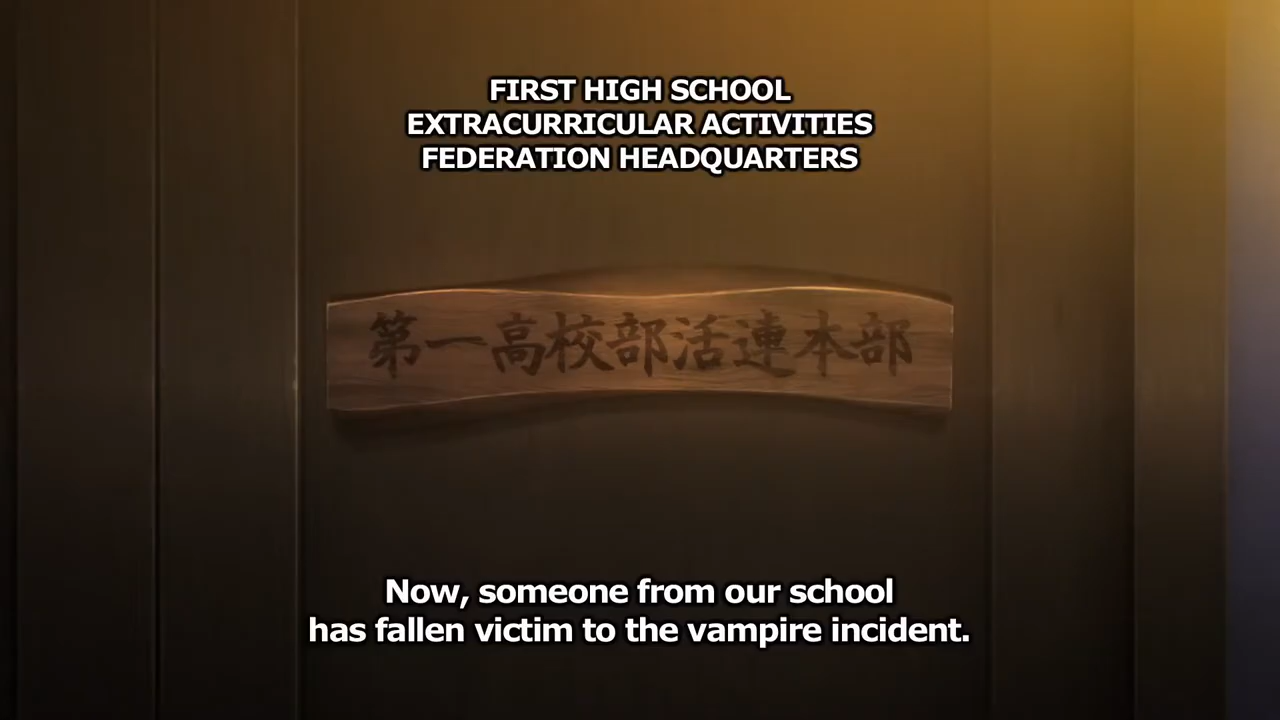 FIRST HIGH SCHOOL
EXTRACURRICULAR ACTIVITIES
FEDERATION HEADQUARTERS
第一高校部活連本部
Now, someone from our school
has fallen victim to the vampire incident.